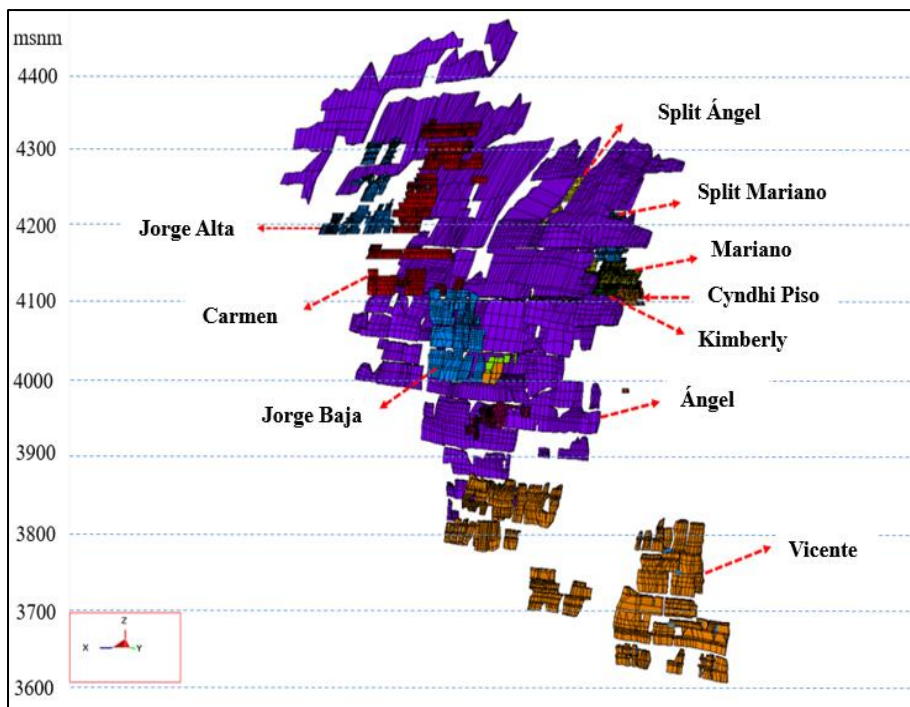 msnm
4400
4300
4200
4100
4000
3900
3800
3700
3600
Split Ángel
Split Mariano
Jorge Alta
Mariano
Cyndhi Piso
Carmen
Kimberly
Ángel
Jorge Baja
Vicente
Z
X
Y